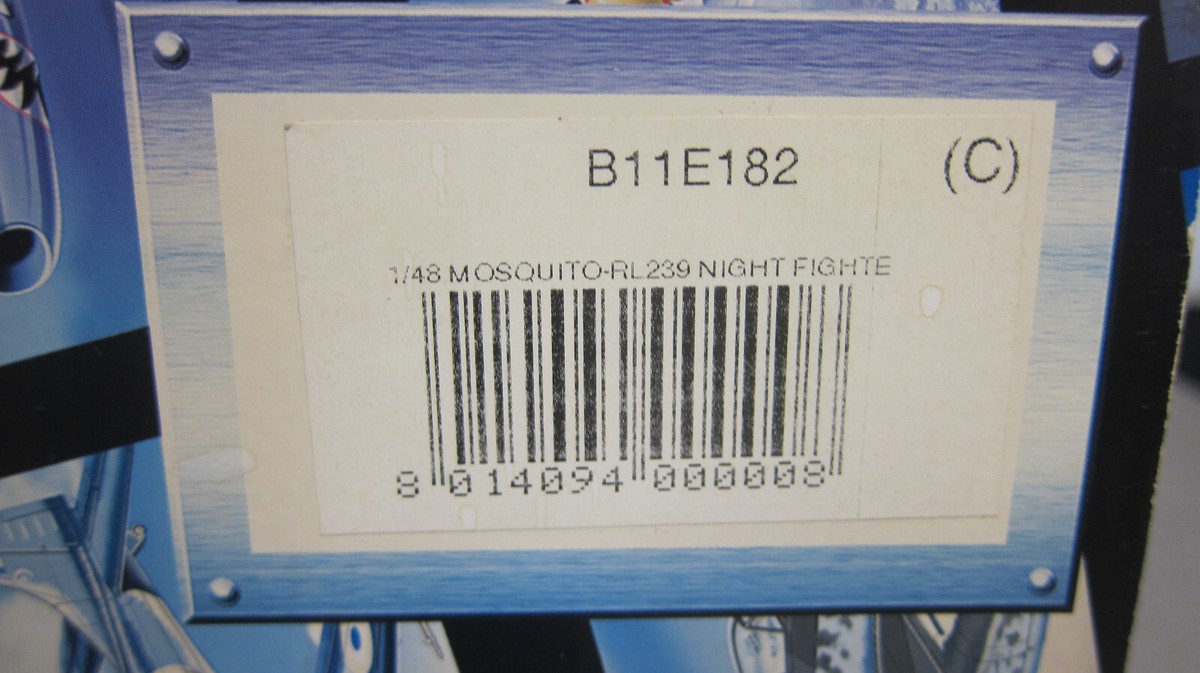 B11E182
(C)
1/48 MOSQUITO-RL239 NIGHT FIGHTE
8 014094 000008